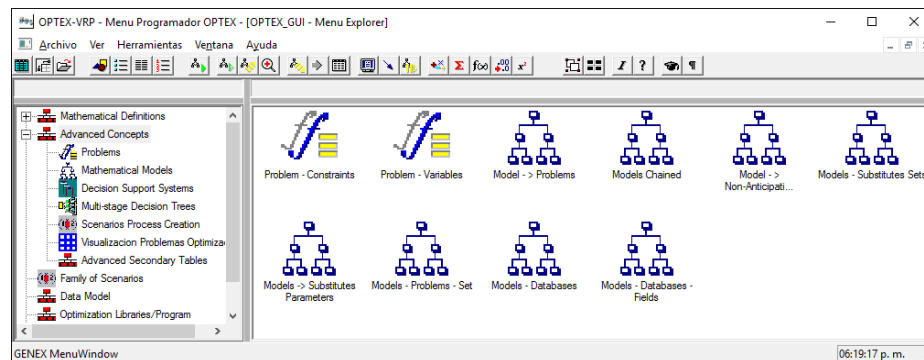 OPTEX-VRP - Menu Programador OPTEX - [OPTEX_GUI - Menu Explorer]
Archivo Ver Herramientas Ventana Ayuda
Mathematical Definitions
Advanced Concepts
Problems
Mathematical Models
Decision Support Systems
Multi-stage Decision Trees
Scenarios Process Creation
Visualizacion Problemas Optimiza
Advanced Secondary Tables
Family of Scenarios
Data Model
Optimization Libraries/Program
Problem - Constraints
Problem - Variables
Model - > Problems
Models Chained
Model - >
Non-Anticipati...
Models - Substitutes Sets
Models -> Substitutes
Parameters
Models - Problems - Set
Models - Databases
Models - Databases -
Fields
GENEX MenuWindow
06:19:17 p. m.